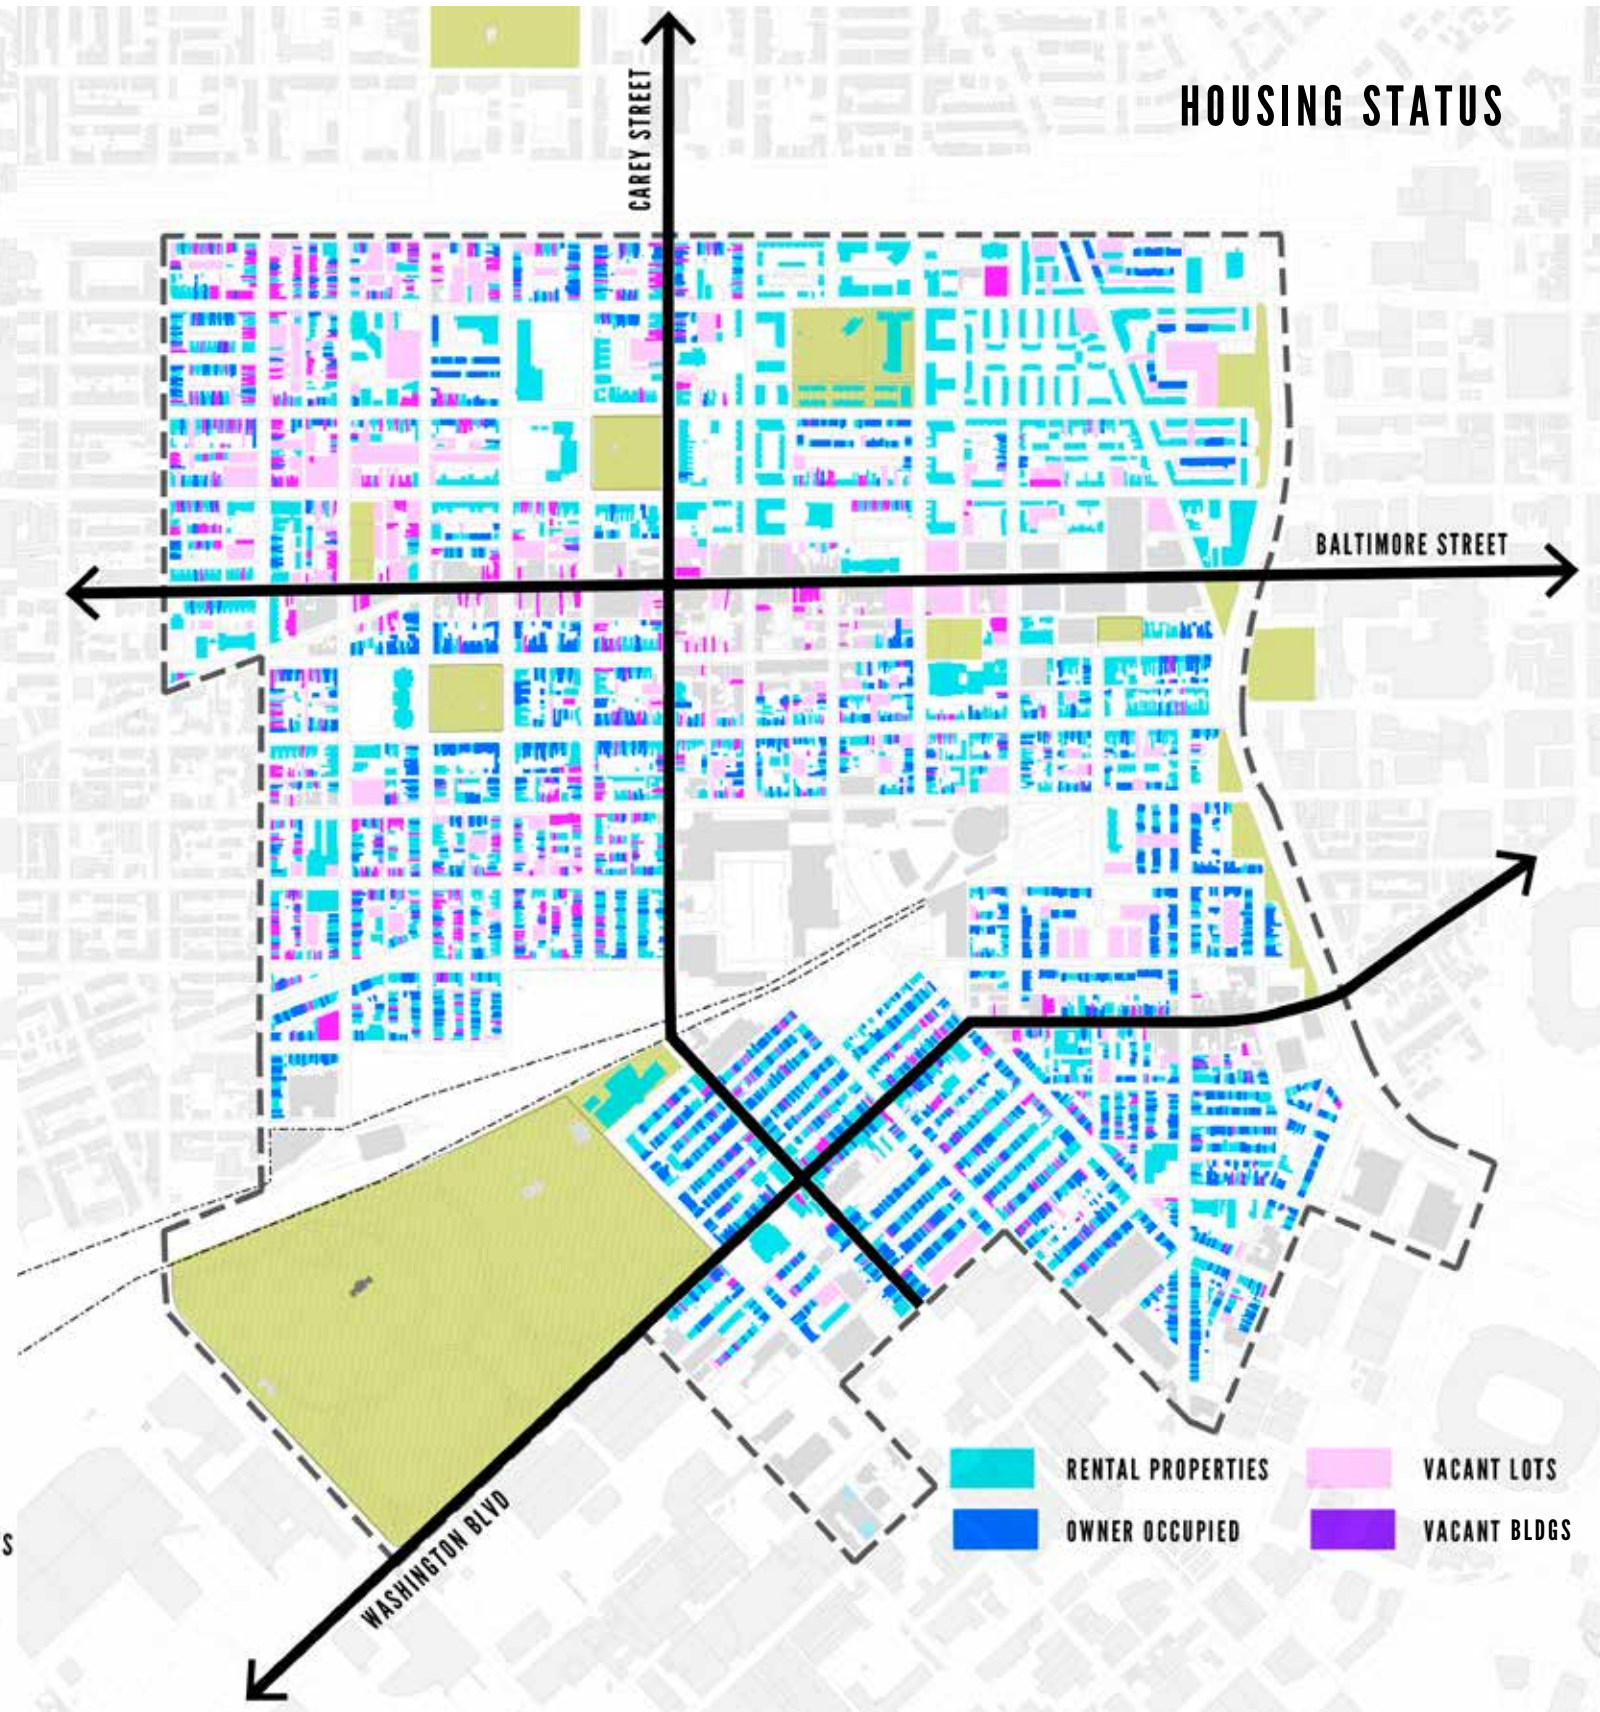 CAREY STREET
HOUSING STATUS
BALTIMORE STREET
RENTAL PROPERTIES
VACANT LOTS
OWNER OCCUPIED
VACANT BLDGS
S
WASHINGTON BLVD